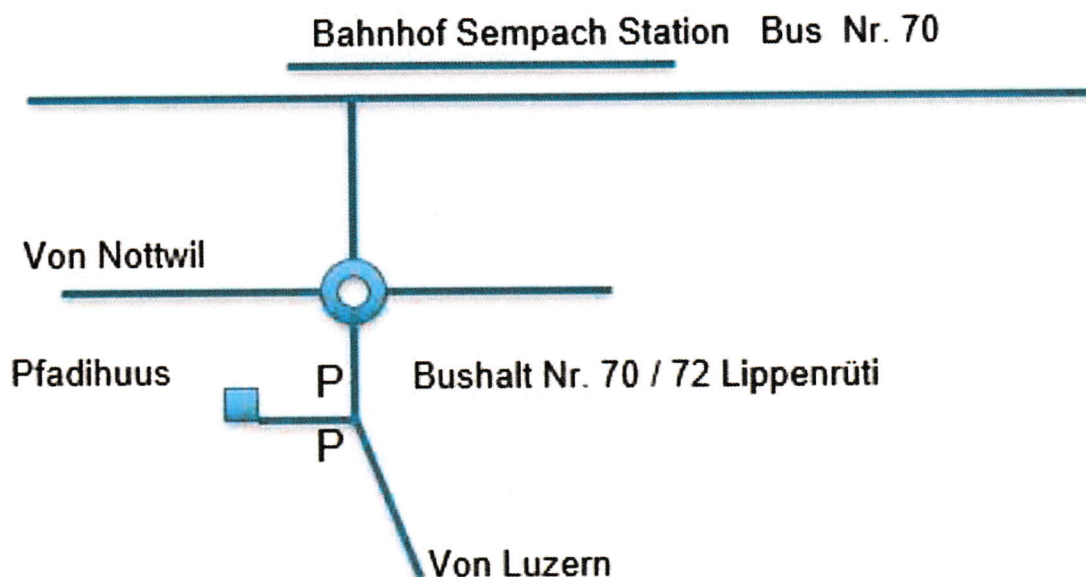 Bahnhof Sempach Station Bus Nr. 70
Von Nottwil
Pfadihuus
P
Bushalt Nr. 70 / 72 Lippenrüti
P
Von Luzern